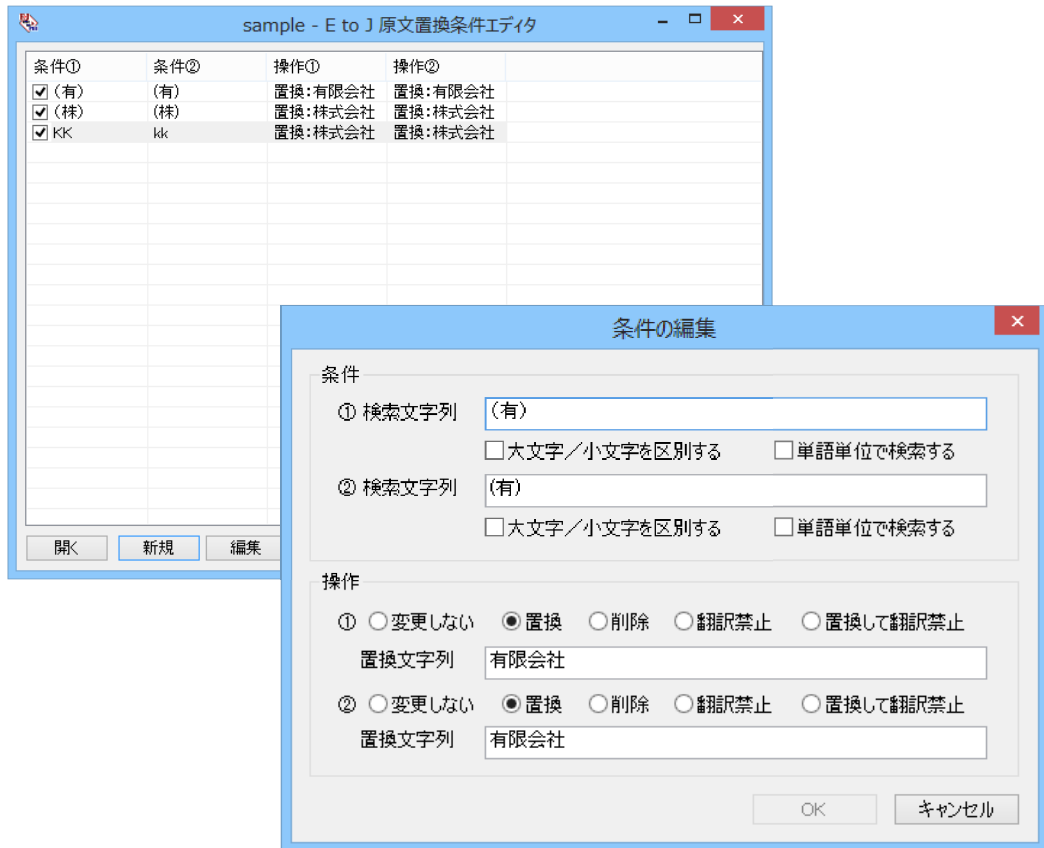 sample - E to J 原文置換条件エディタ
条件① 条件② 操作① 操作②
(有) (有) 置換:有限会社 置換:有限会社
(株) (株) 置換:株式会社 置換:株式会社
KK kk 置換:株式会社 置換:株式会社
開く 新規 編集
条件の編集
条件
① 検索文字列 (有)
大文字/小文字を区別する 単語単位で検索する
② 検索文字列 (有)
大文字/小文字を区別する 単語単位で検索する
操作
① 変更しない 置換 削除 翻訳禁止 置換して翻訳禁止
置換文字列 有限会社
② 変更しない 置換 削除 翻訳禁止 置換して翻訳禁止
置換文字列 有限会社
OK キャンセル